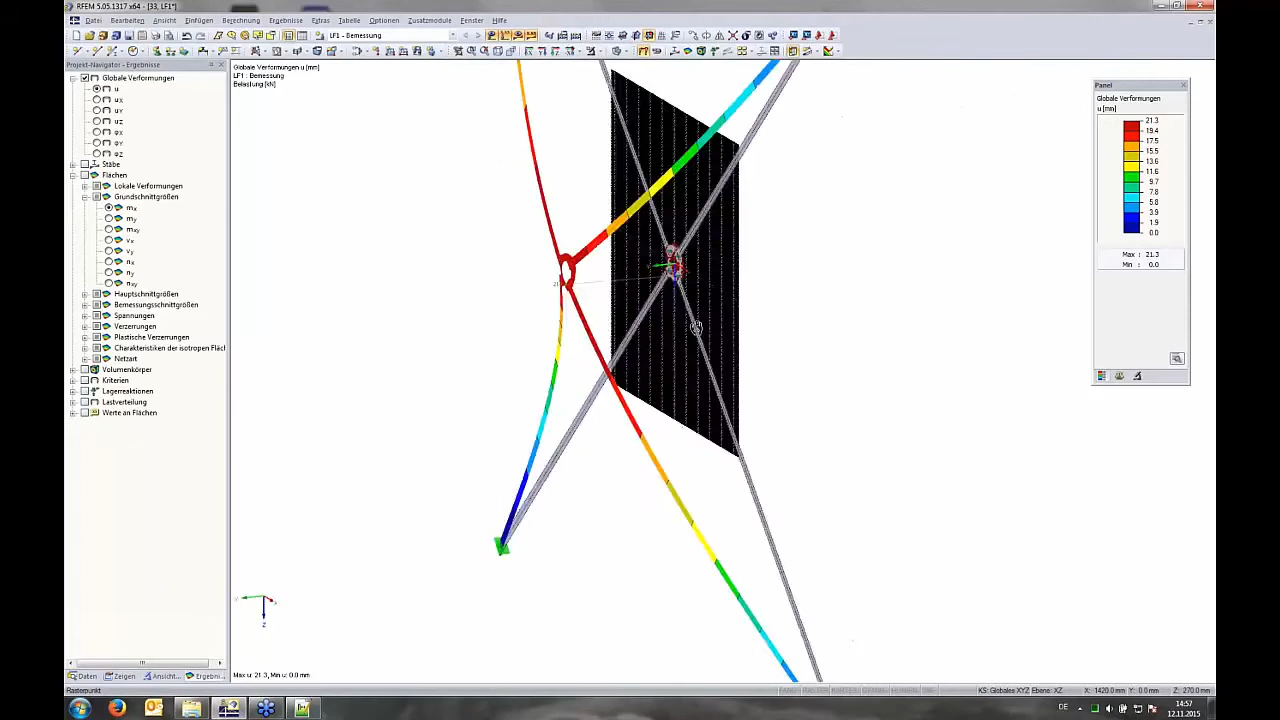 RFEM 5.05.1317 x64 - [33, LF1*]
Datei Bearbeiten Ansicht Einfügen Berechnung Ergebnisse Extras Tabelle Optionen Zusatzmodule Fenster Hilfe
LF1 - Bemessung
Projekt-Navigator - Ergebnisse
Globale Verformungen
u
ux
uy
uz
φx
φy
φz
Stäbe
Flächen
Lokale Verformungen
Grundschnittgrößen
mx
my
mxy
vx
vy
nx
ny
nxy
Hauptschnittgrößen
Bemessungsschnittgrößen
Spannungen
Verzerrungen
Plastische Verzerrungen
Charakteristiken der isotropen Fläch
Netzart
Volumenkörper
Kriterien
Lagerreaktionen
Lastverteilung
Werte an Flächen
Daten Zeigen Ansicht... Ergebni...
Globale Verformungen u [mm]
LF1 : Bemessung
Belastung [kN]
Z
Max u: 21.3, Min u: 0.0 mm
Panel
Globale Verformungen
u [mm]
21.3
19.4
17.5
15.5
13.6
11.6
9.7
7.8
5.8
3.9
1.9
0.0
Max : 21.3
Min : 0.0
Rasterpunkt
KS: Globales XYZ Ebene: XZ X: 1420.0 mm Y: 0.0 mm Z: 270.0 mm
DE
14:57
12.11.2015